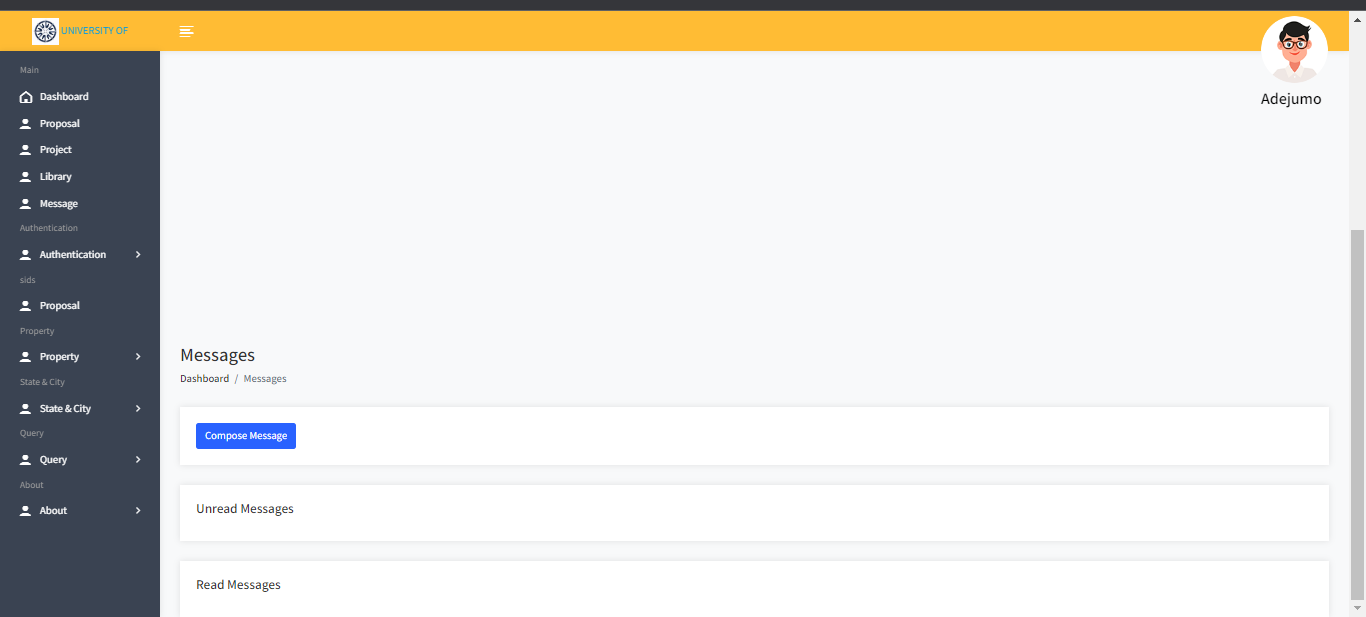 UNIVERSITY OF
Adejumo
Main
Dashboard
Proposal
Project
Library
Message
Authentication
Authentication
sids
Proposal
Property
Property
State & City
State & City
Query
Query
About
About
Messages
Dashboard / Messages
Compose Message
Unread Messages
Read Messages